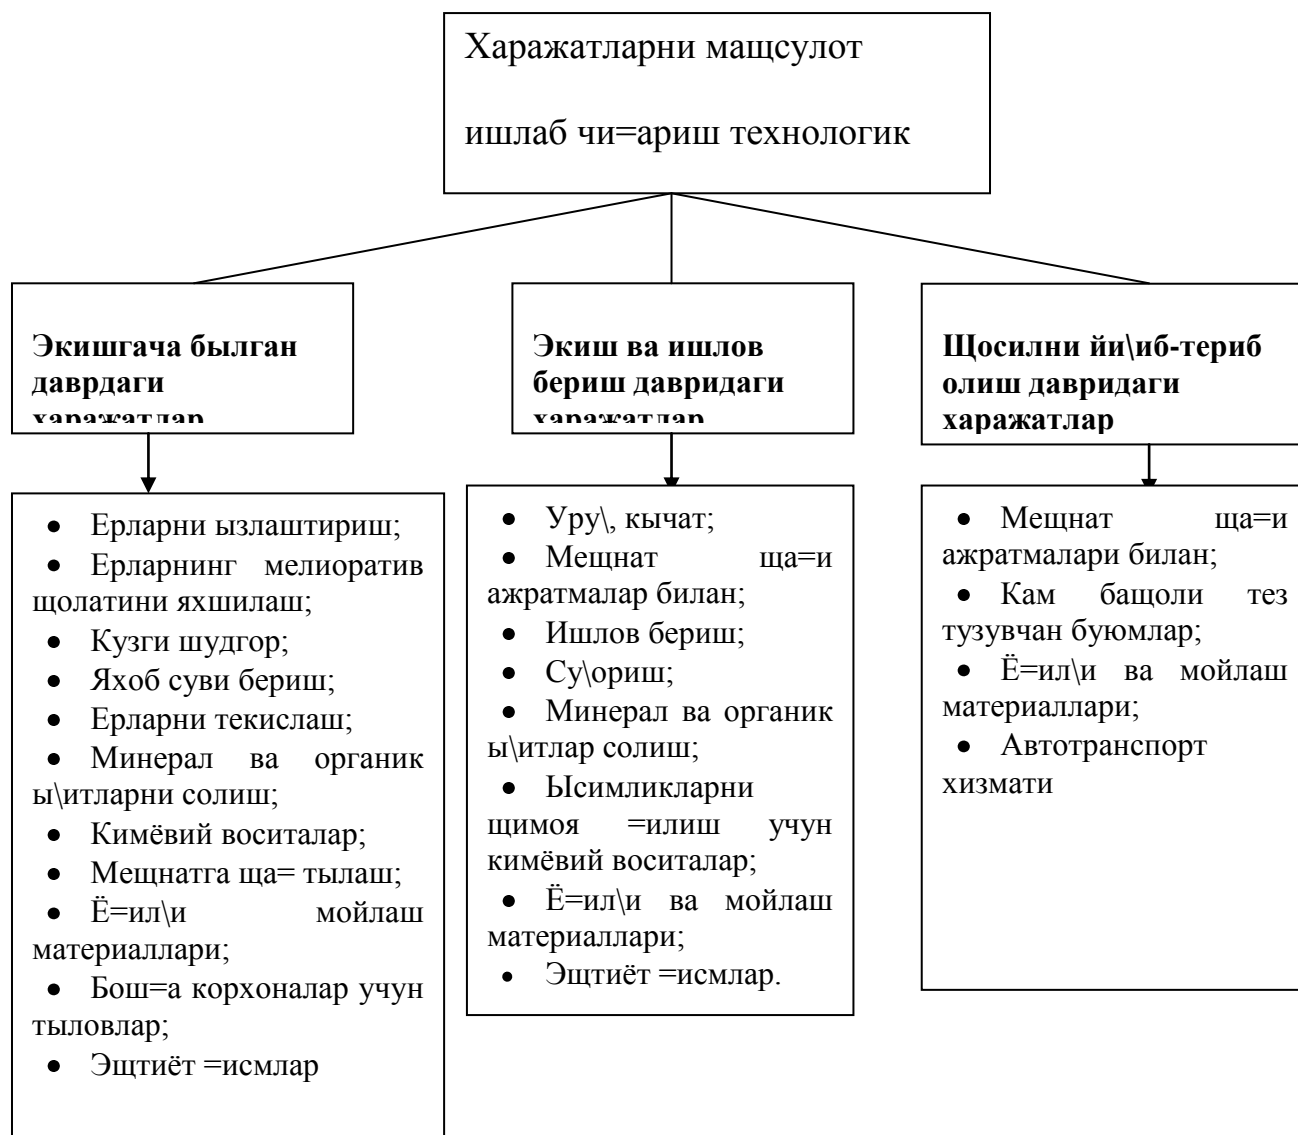 Харажатларни мащсулот
ишлаб чи=ариш технологик
Экишгача былган
даврдаги
харажатлар
Экиш ва ишлов
бериш давридаги
харажатлар
Щосилни йи\иб-териб
олиш давридаги
харажатлар
• Ерларни ызлаштириш;
• Ерларнинг мелиоратив
щолатини яхшилаш;
• Кузги шудгор;
• Яхоб суви бериш;
• Ерларни текислаш;
• Минерал ва органик
ы\итларни солиш;
• Кимёвий воситалар;
• Мещнатга ща= тылаш;
• Ё=ил\и мойлаш
материаллари;
• Бош=а корхоналар учун
тыловлар;
• Эщтиёт =исмлар
• Уру\, кычат;
• Мещнат ща=и
ажратмалар билан;
• Ишлов бериш;
• Су\ориш;
• Минерал ва органик
ы\итлар солиш;
• Ысимликларни
щимоя =илиш учун
кимёвий воситалар;
• Ё=ил\и ва мойлаш
материаллари;
• Эщтиёт =исмлар.
• Мещнат ща=и
ажратмалари билан;
• Кам бащоли тез
тузувчан буюмлар;
• Ё=ил\и ва мойлаш
материаллари;
• Автотранспорт
хизмати